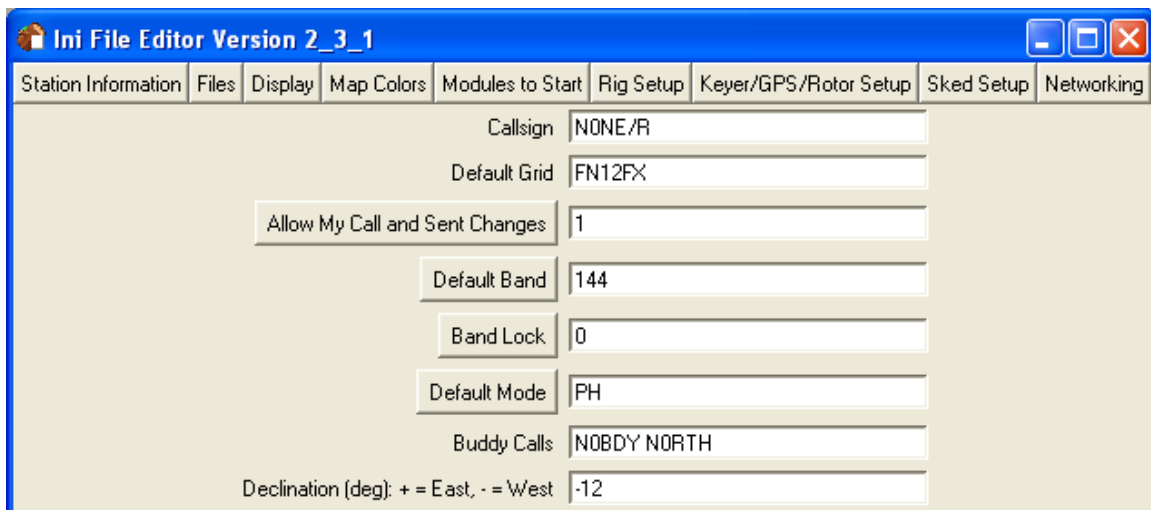 Ini File Editor Version 2_3_1
Station Information Files Display Map Colors Modules to Start Rig Setup Keyer/GPS/Rotor Setup Sked Setup Networking
Callsign N0NE/R
Default Grid FN12FX
Allow My Call and Sent Changes 1
Default Band 144
Band Lock 0
Default Mode PH
Buddy Calls N0BDY N0RTH
Declination (deg): + = East, - = West -12